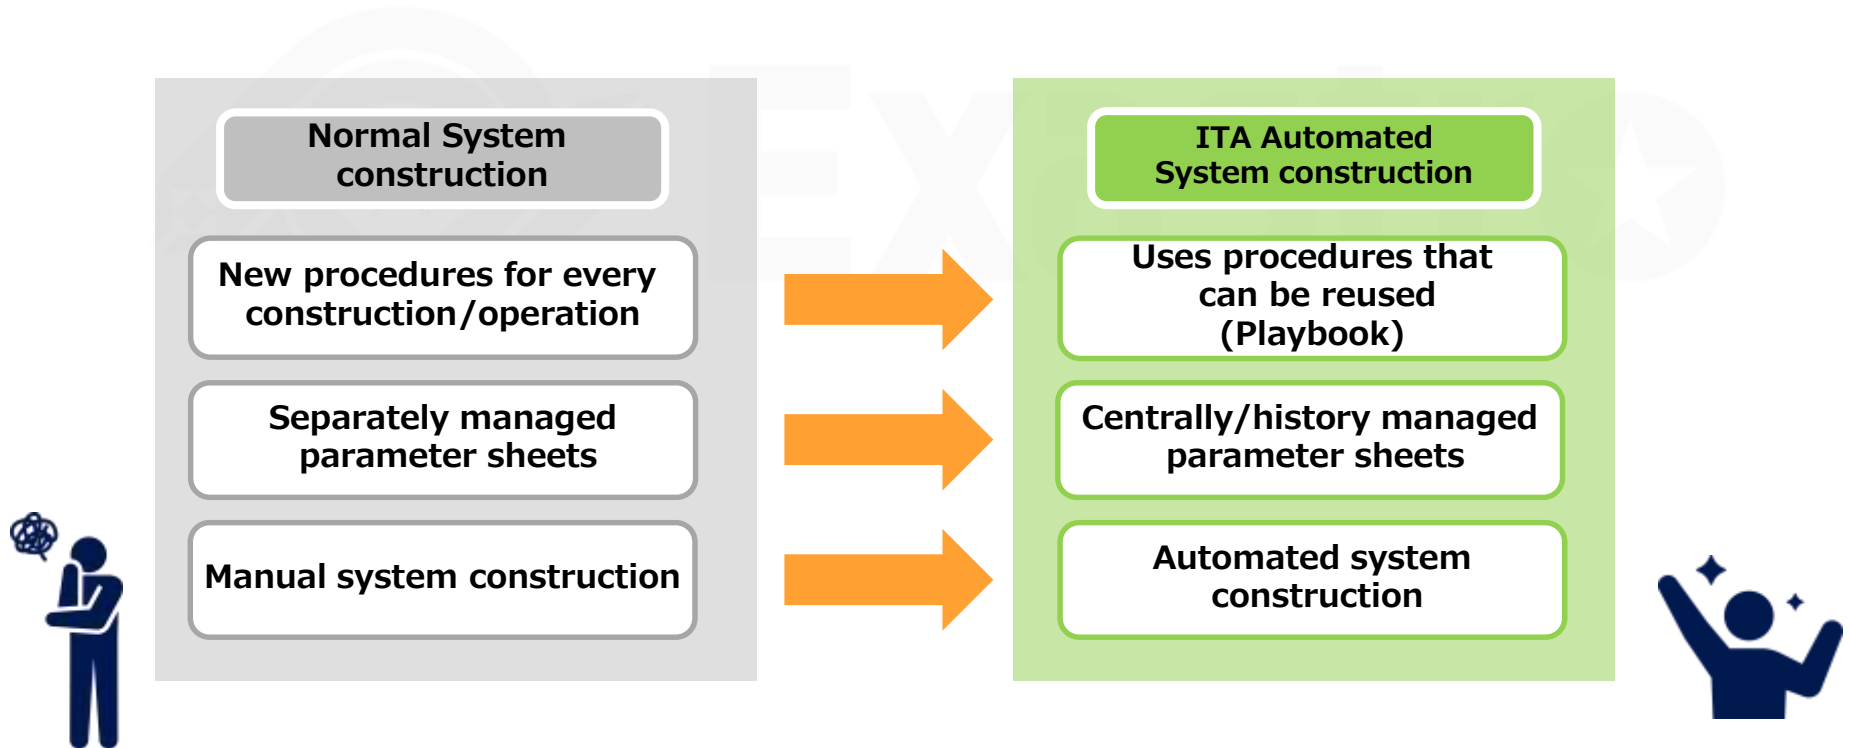 Exastro
Normal System
construction
New procedures for every
construction/operation
Separately managed
parameter sheets
Manual system construction
ITA Automated
System construction
Uses procedures that
can be reused
(Playbook)
Centrally/history managed
parameter sheets
Automated system
construction